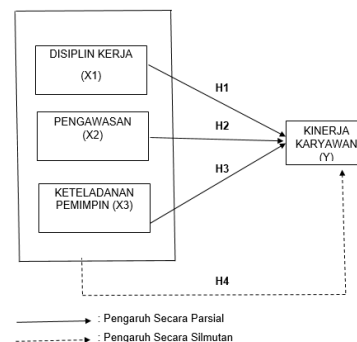 DISIPLIN KERJA
(X1)
H1
PENGAWASAN
(X2)
H2
KINERJA
KARYAWAN
(Y)
H3
KETELADANAN
PEMIMPIN (X3)
H4
: Pengaruh Secara Parsial
: Pengaruh Secara Silmutan